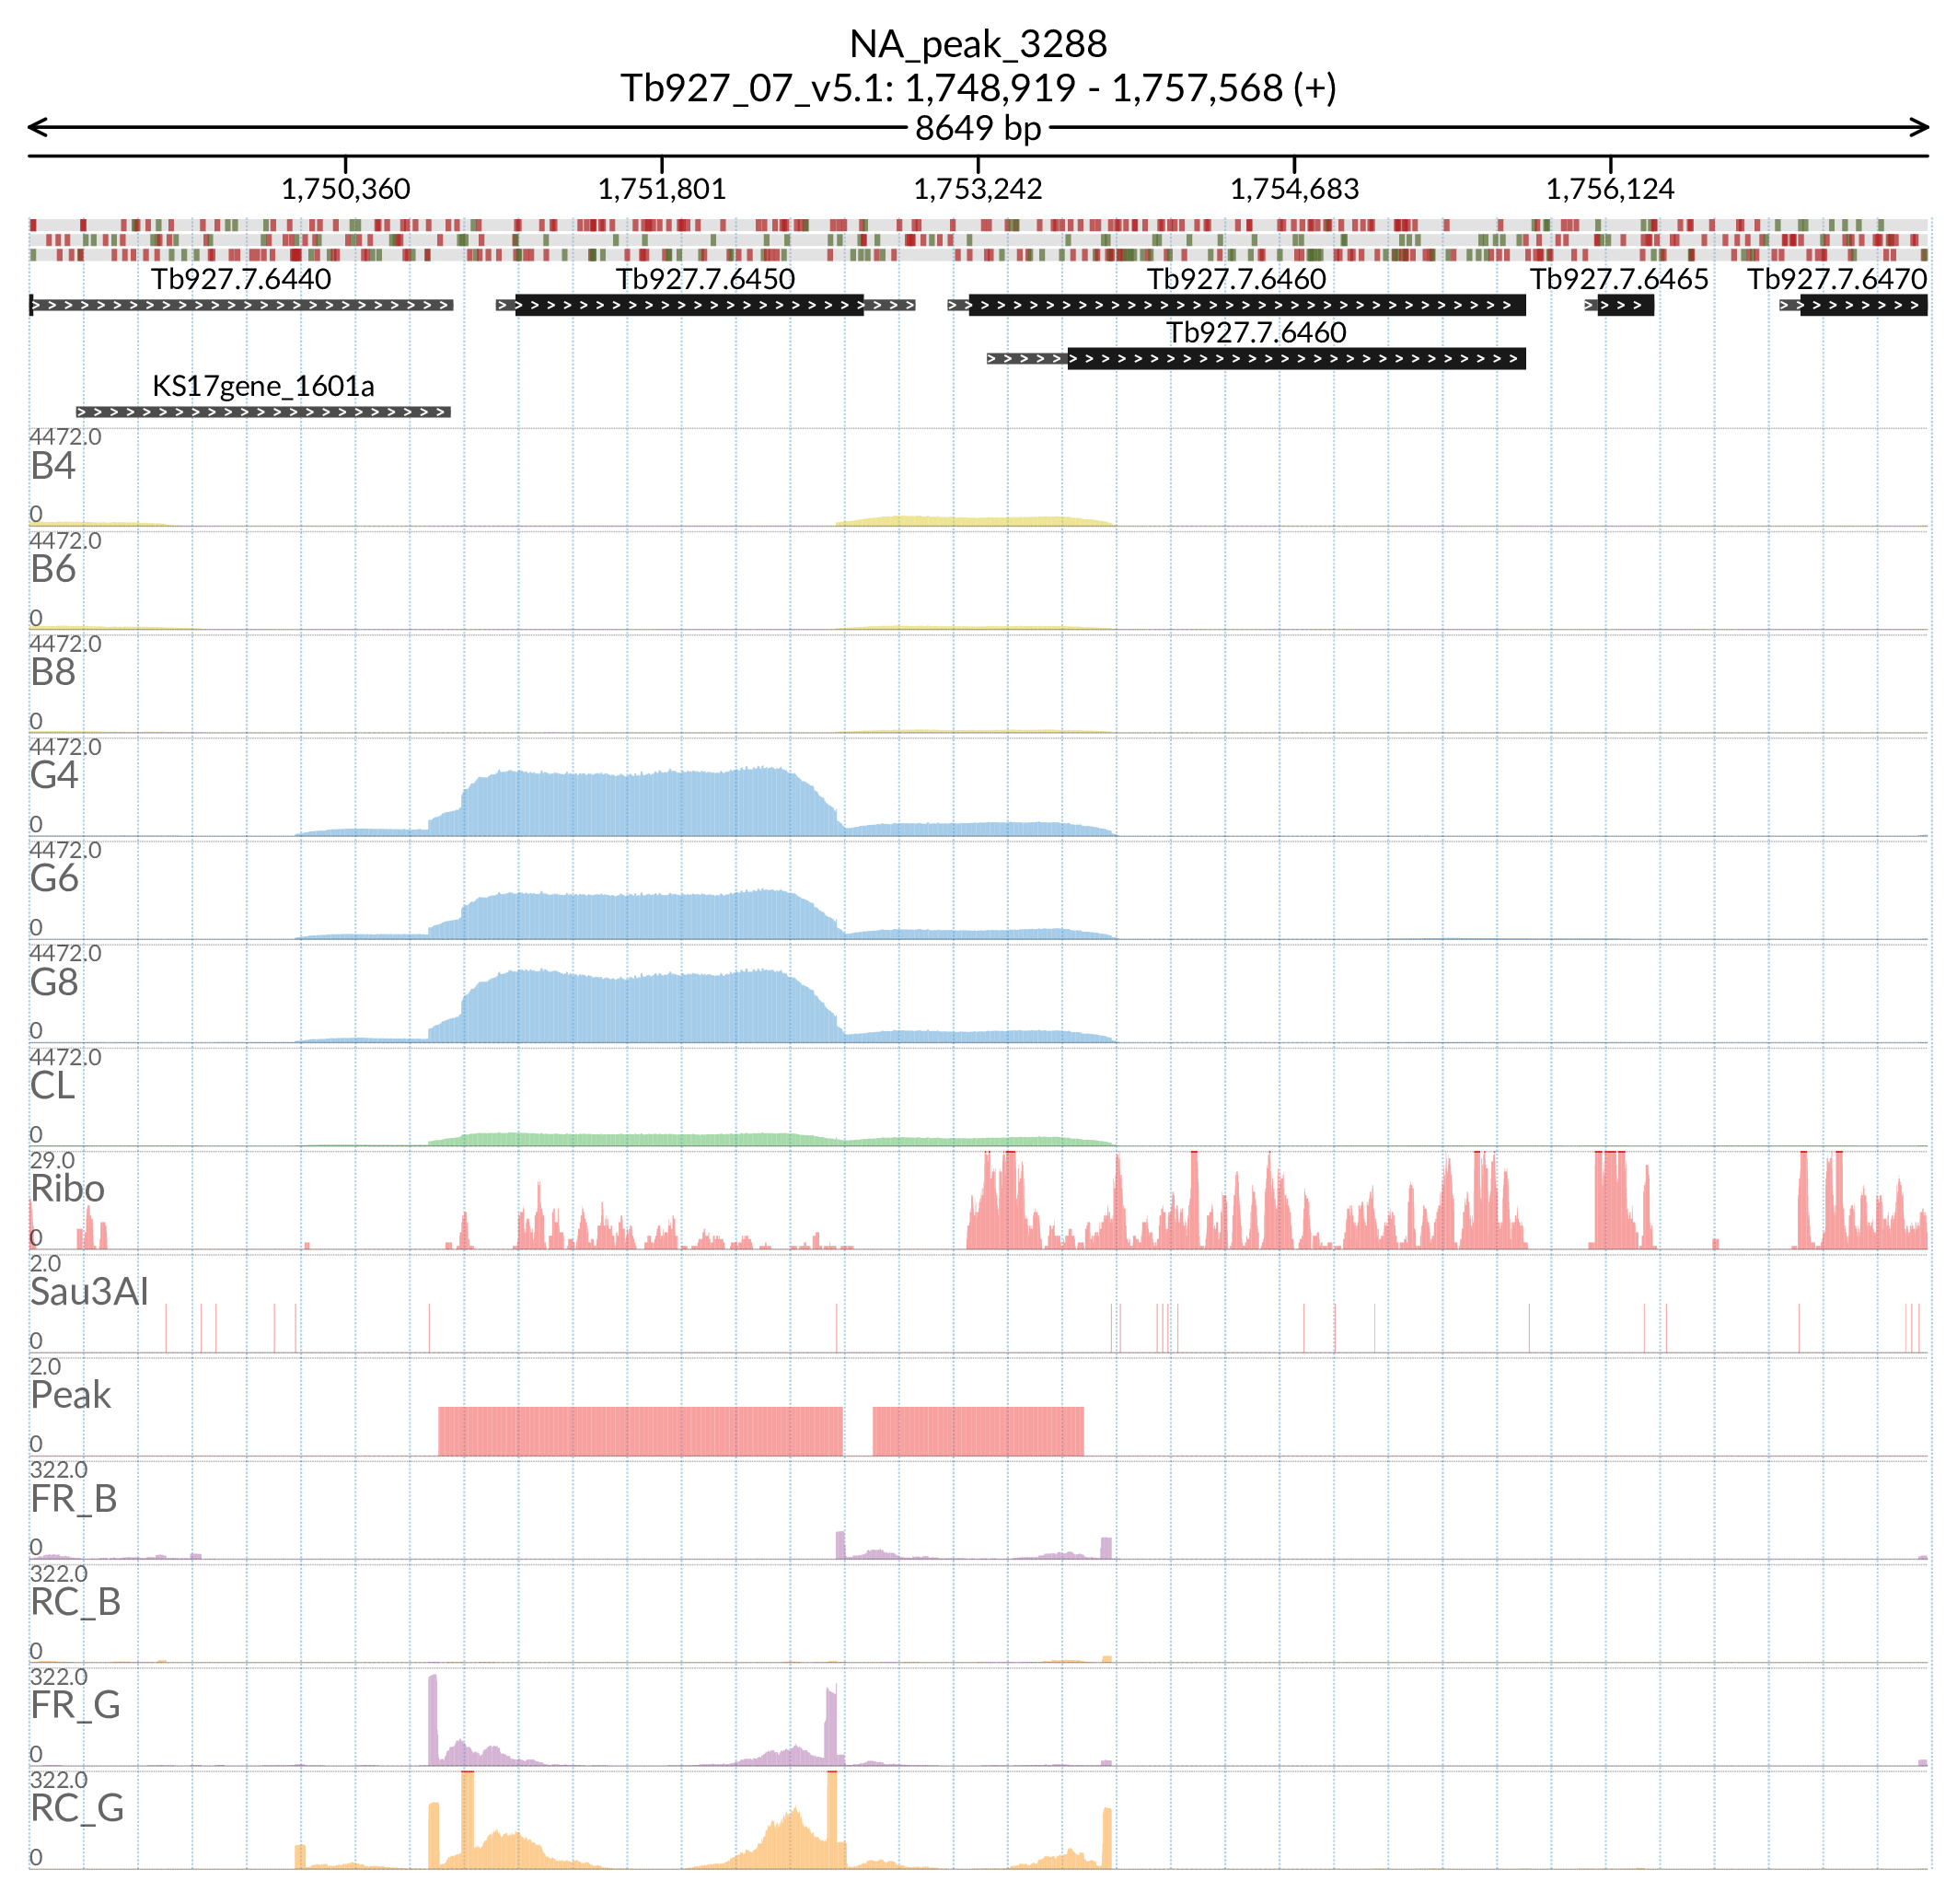 NA_peak_3288
Tb927_07_v5.1: 1,748,919 - 1,757,568 (+)
8649 bp
1,750,360 1,751,801 1,753,242 1,754,683 1,756,124
Tb927.7.6440 Tb927.7.6450 Tb927.7.6460 Tb927.7.6465 Tb927.7.6470
Tb927.7.6460
KS17gene_1601a
4472.0
B4
0
4472.0
B6
0
4472.0
B8
0
4472.0
G4
0
4472.0
G6
0
4472.0
G8
0
4472.0
CL
0
29.0
Ribo
0
2.0
Sau3AI
0
2.0
Peak
0
322.0
FR_B
0
322.0
RC_B
0
322.0
FR_G
0
322.0
RC_G
0